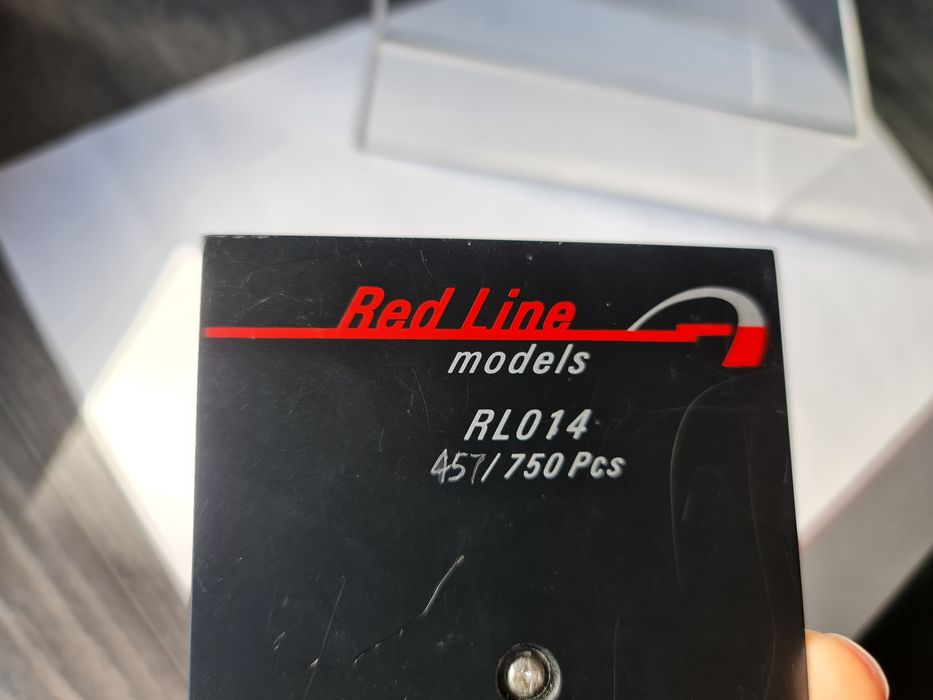 Red Line
models
RL014
457/750 Pcs